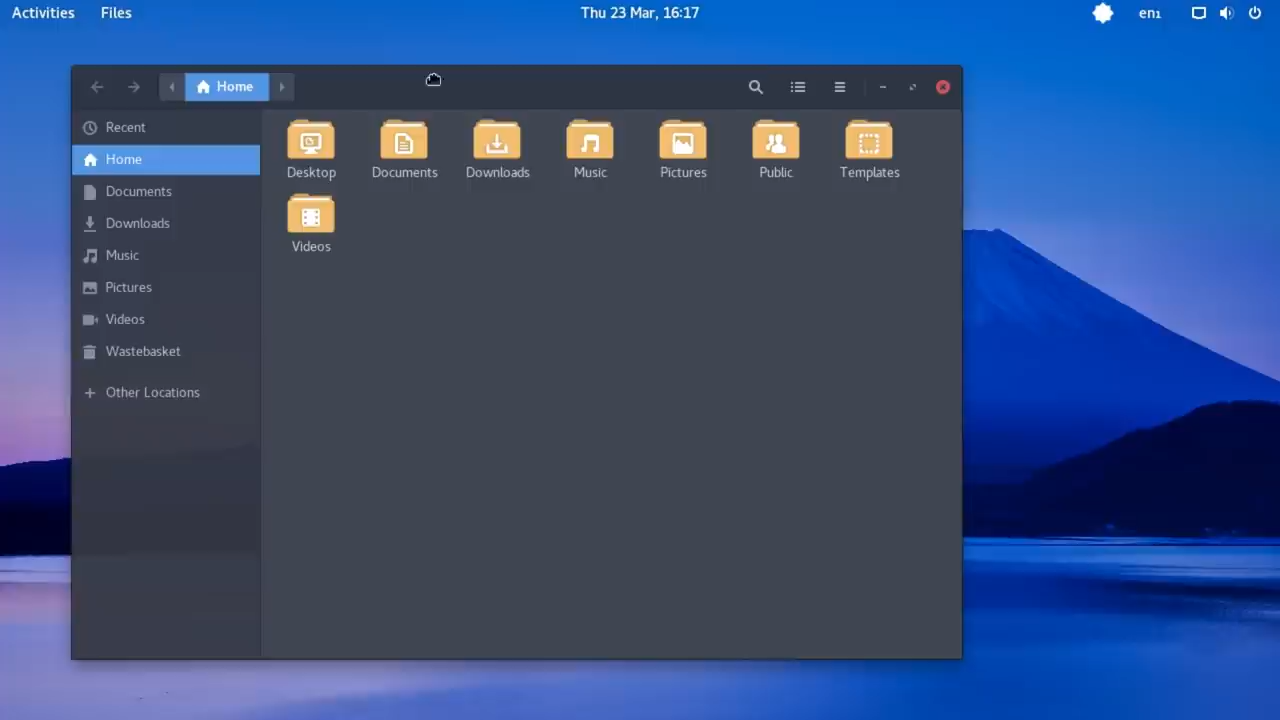 Activities Files Thu 23 Mar, 16:17 en₁
Home
Recent
Home
Documents
Downloads
Music
Pictures
Videos
Wastebasket
Other Locations
Desktop Documents Downloads Music Pictures Public Templates
Videos